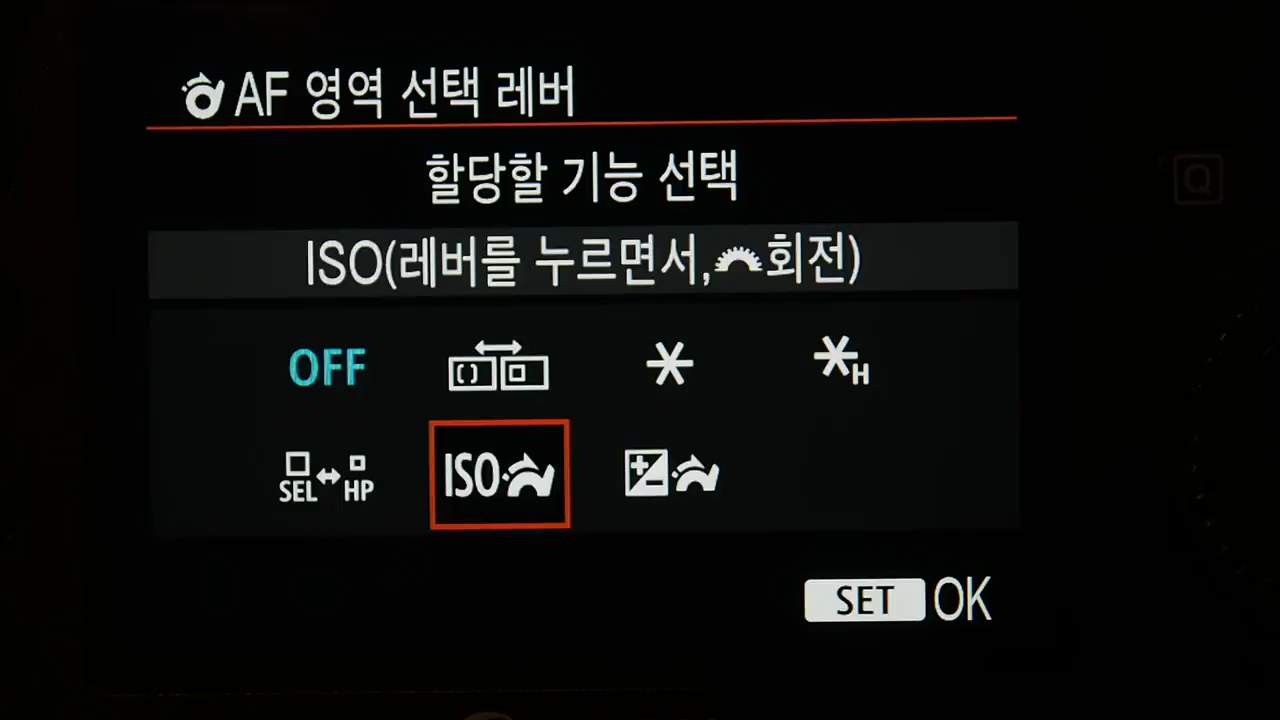 AF 영역 선택 레버
할당할 기능 선택
ISO(레버를 누르면서, 회전)
OFF
H
SEL HP
ISO
SET OK
Q